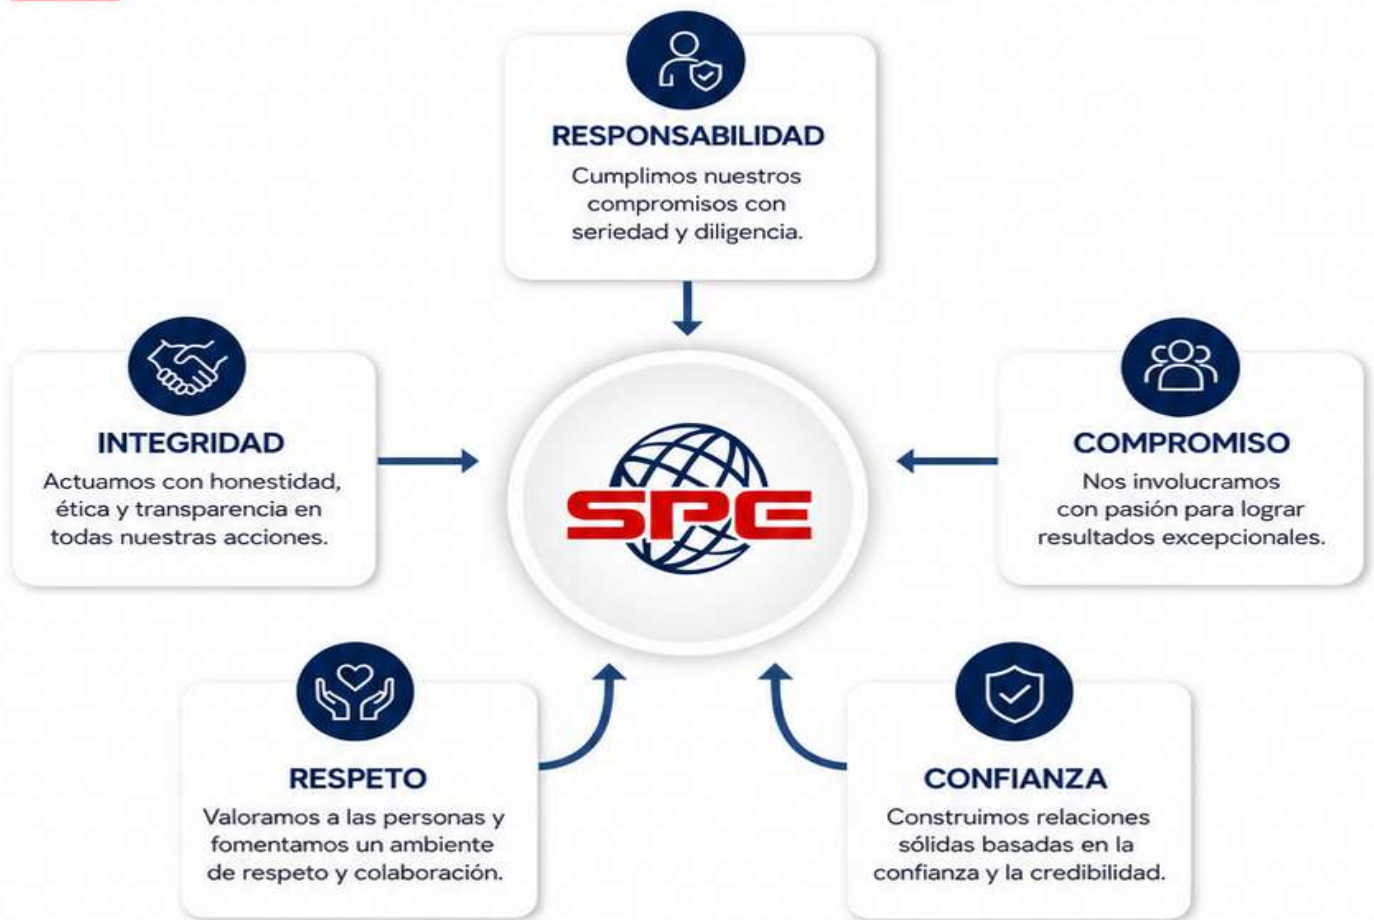 RESPONSABILIDAD
Cumplimos nuestros
compromisos con
seriedad y diligencia.
INTEGRIDAD
Actuamos con honestidad,
ética y transparencia en
todas nuestras acciones.
SPE
COMPROMISO
Nos involucramos
con pasión para lograr
resultados excepcionales.
RESPETO
Valoramos a las personas y
fomentamos un ambiente
de respeto y colaboración.
CONFIANZA
Construimos relaciones
sólidas basadas en la
confianza y la credibilidad.